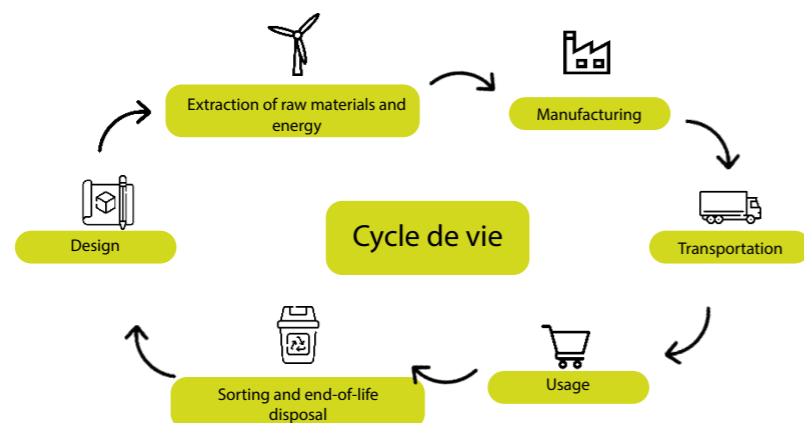 Extraction of raw materials and
energy
Manufacturing
Design
Cycle de vie
Transportation
Usage
Sorting and end-of-life
disposal